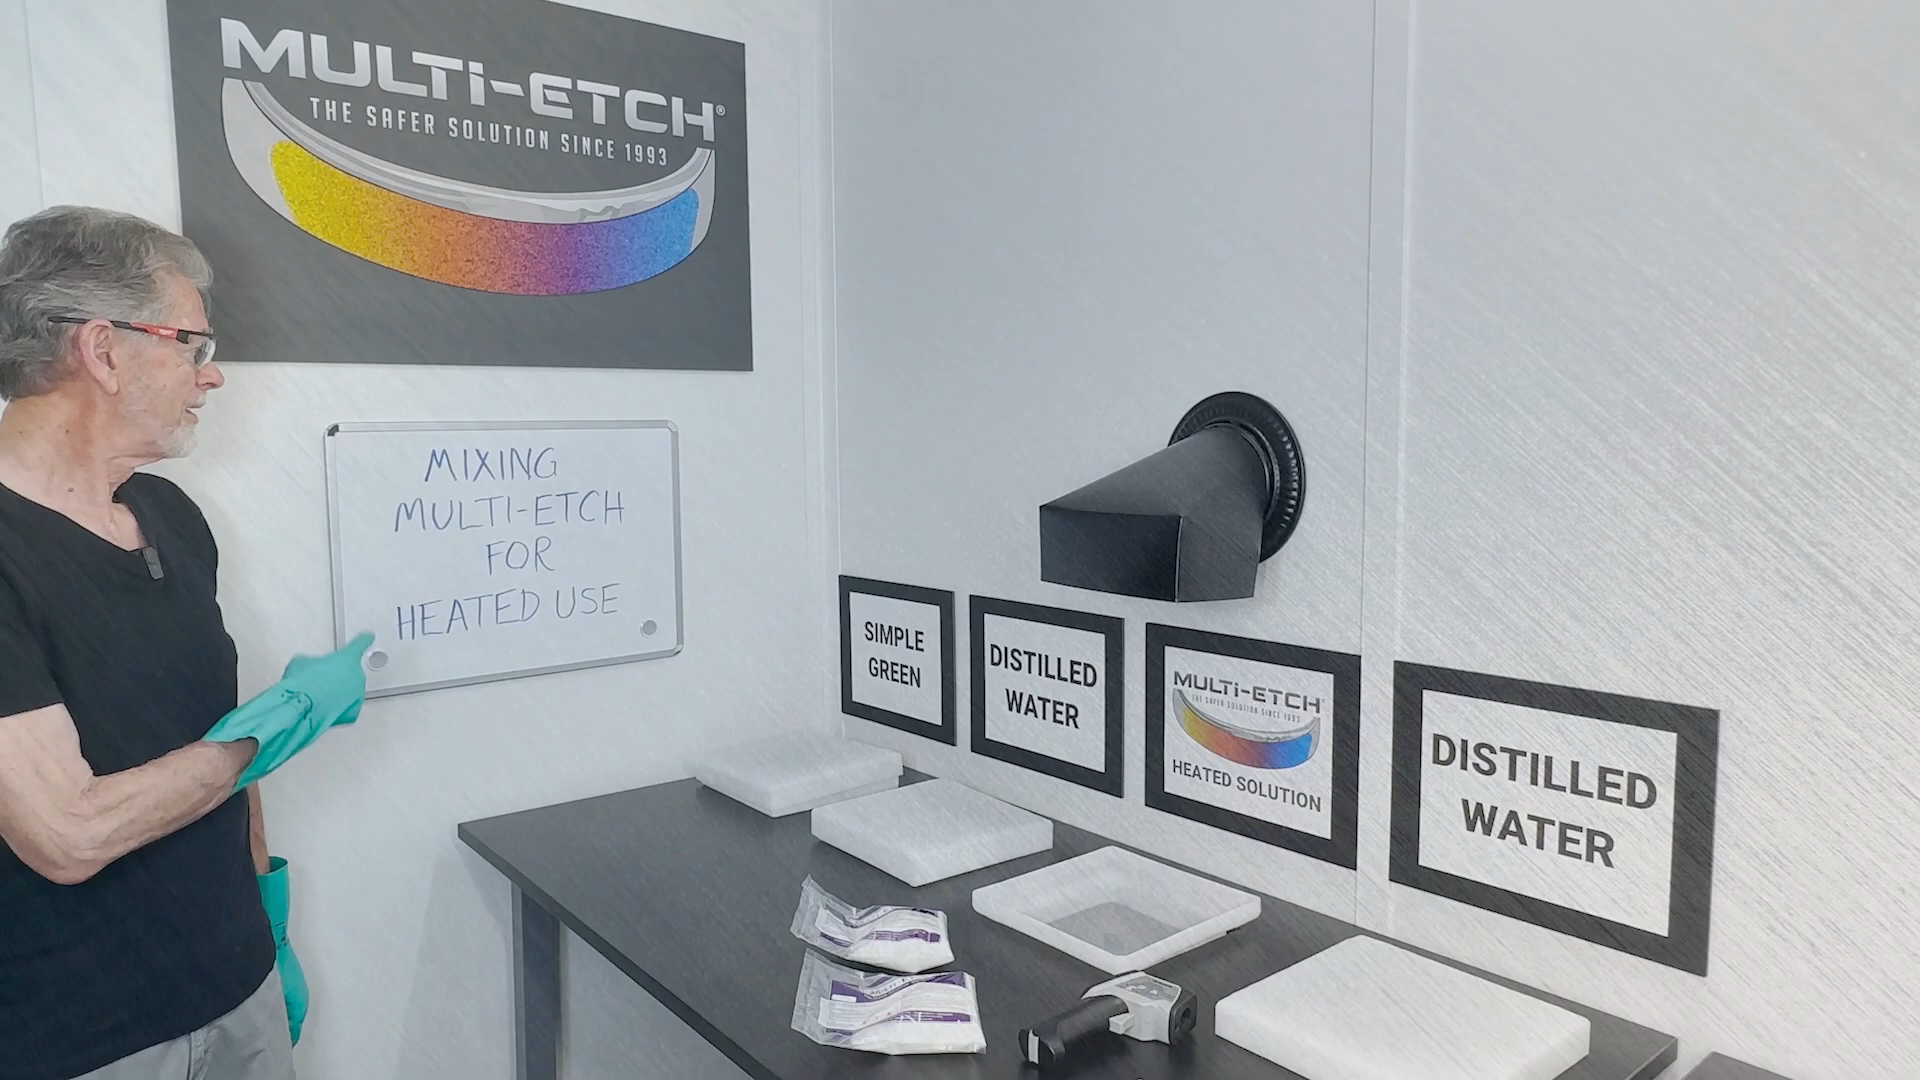 MULTi-ETCH®
THE SAFER SOLUTION SINCE 1993
MIXING
MULTI-ETCH
FOR
HEATED USE
SIMPLE
GREEN
DISTILLED
WATER
MULTi-ETCH
THE SAFER SOLUTION SINCE 1993
HEATED SOLUTION
DISTILLED
WATER